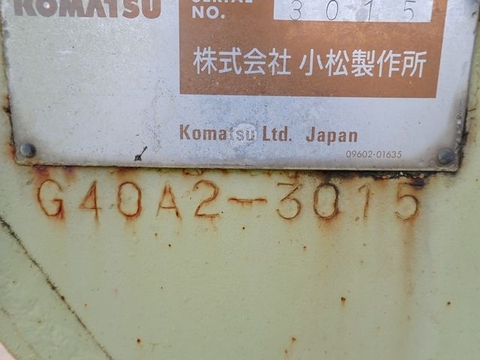 KOMATSU
SERIAL
NO. 3015
株式会社 小松製作所
Komatsu Ltd. Japan
09602-01635
G40A2-3015